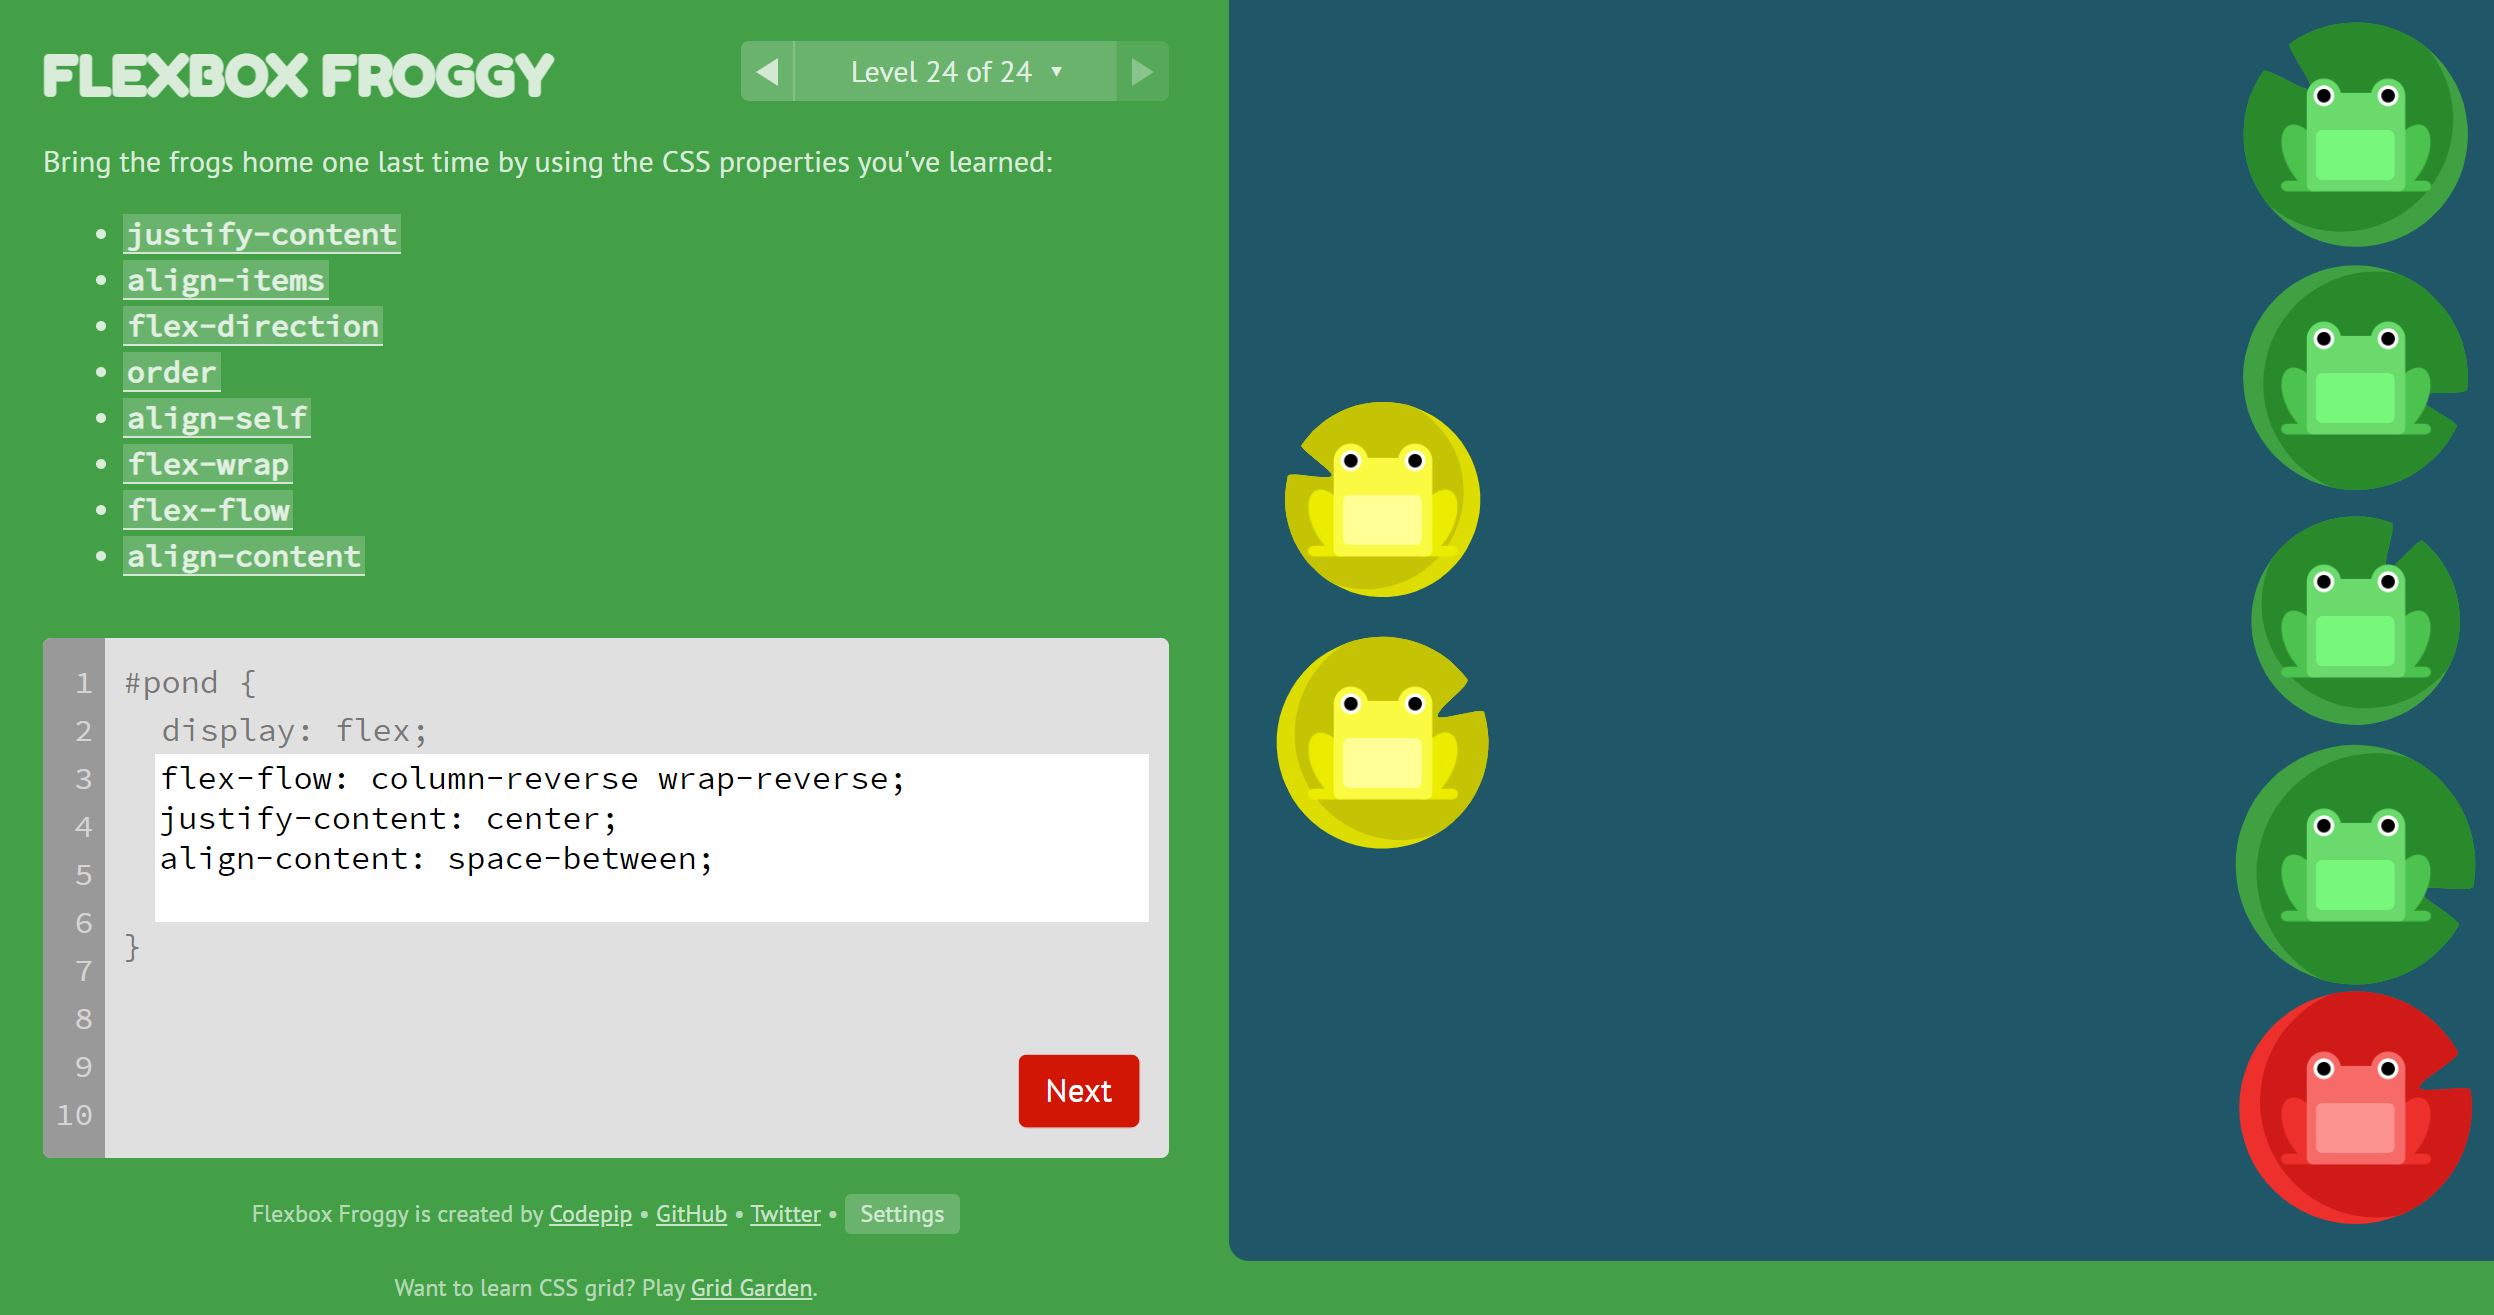 FLEXBOX FROGGY
Level 24 of 24 ▼
Bring the frogs home one last time by using the CSS properties you've learned:
• justify-content
• align-items
• flex-direction
• order
• align-self
• flex-wrap
• flex-flow
• align-content
1 #pond {
2 display: flex;
3 flex-flow: column-reverse wrap-reverse;
4 justify-content: center;
5 align-content: space-between;
6
7 }
8
9
10
Next
Flexbox Froggy is created by Codepip • GitHub • Twitter • Settings
Want to learn CSS grid? Play Grid Garden.